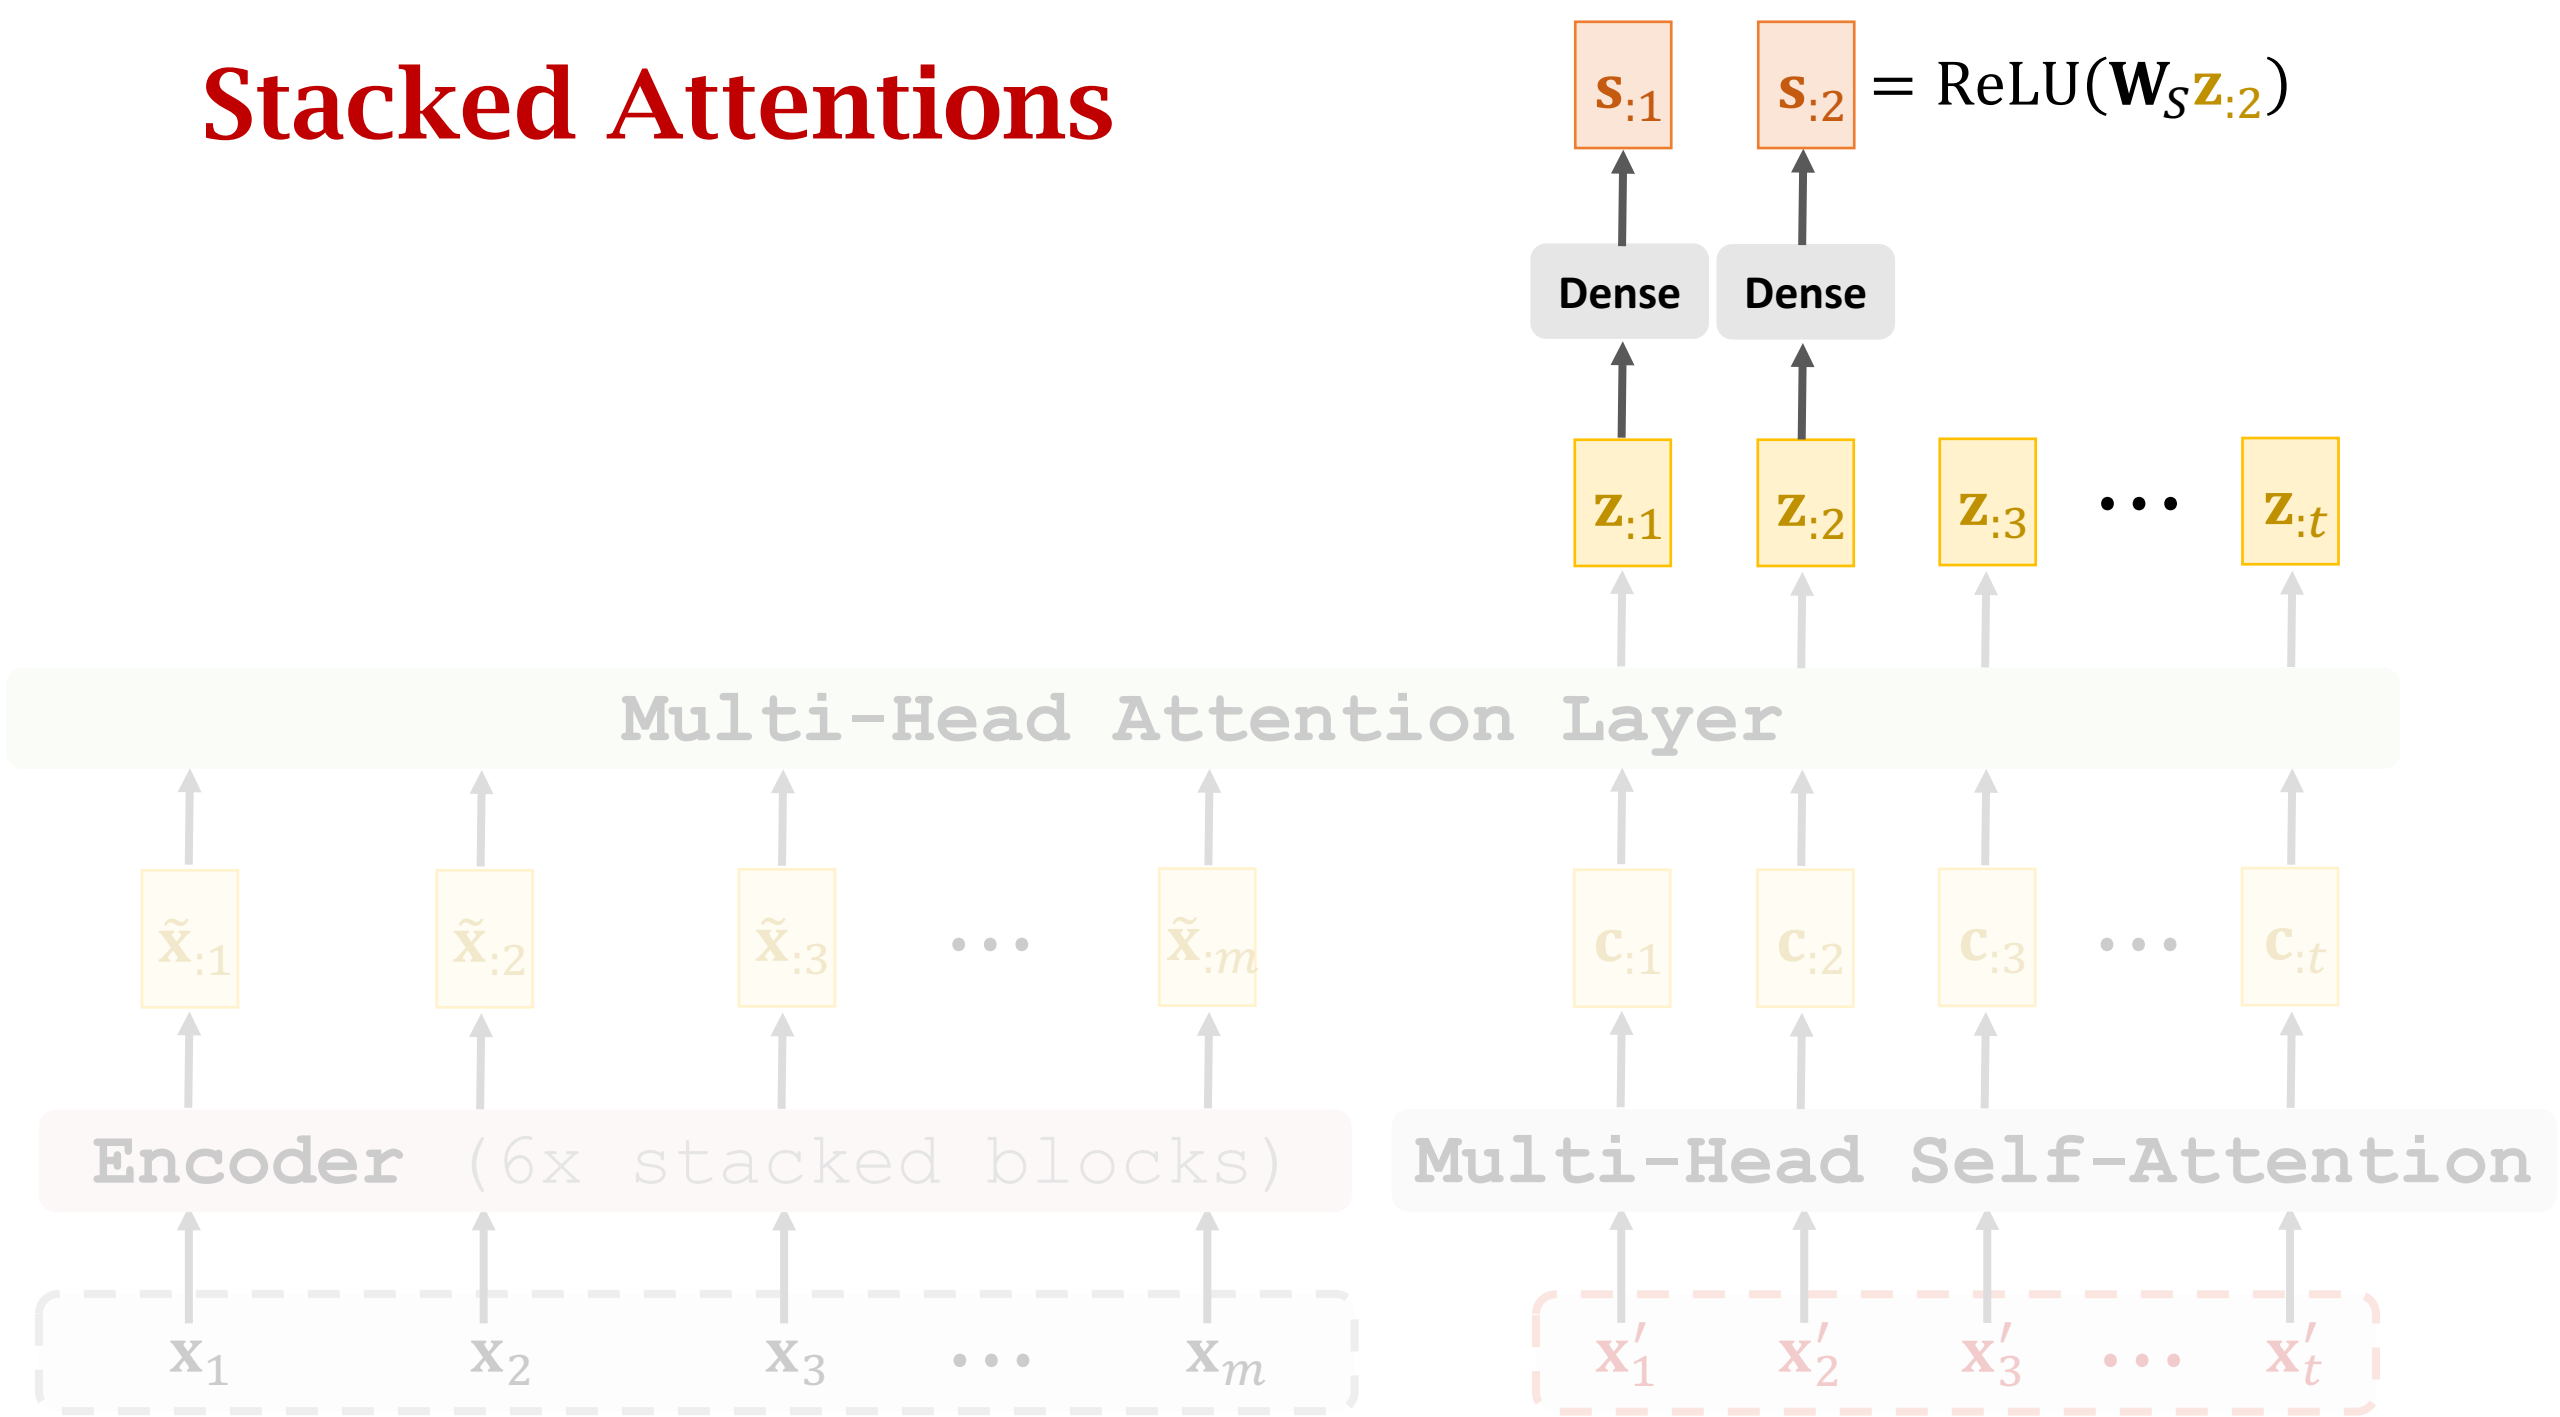 s:1 s:2 = ReLU(W_S z:2)
Stacked Attentions
Dense Dense
z:1 z:2 z:3 ··· z:t
Multi-Head Attention Layer
x̃:1 x̃:2 x̃:3 ··· x̃:m c:1 c:2 c:3 ··· c:t
Encoder (6x stacked blocks) Multi-Head Self-Attention
x₁ x₂ x₃ ··· xₘ x′₁ x′₂ x′₃ ··· x′ₜ